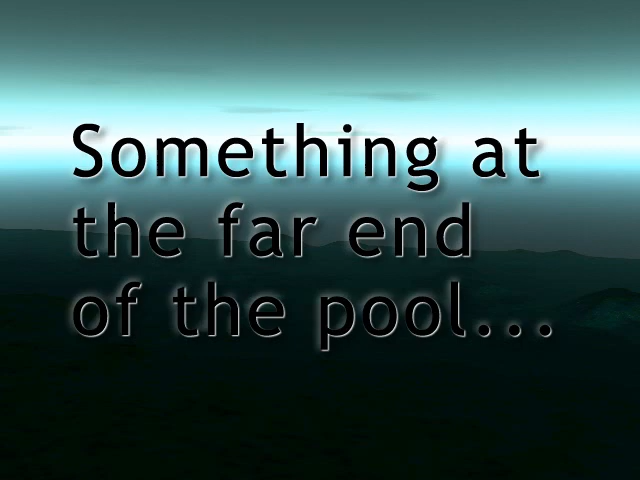 Something at
the far end
of the pool...